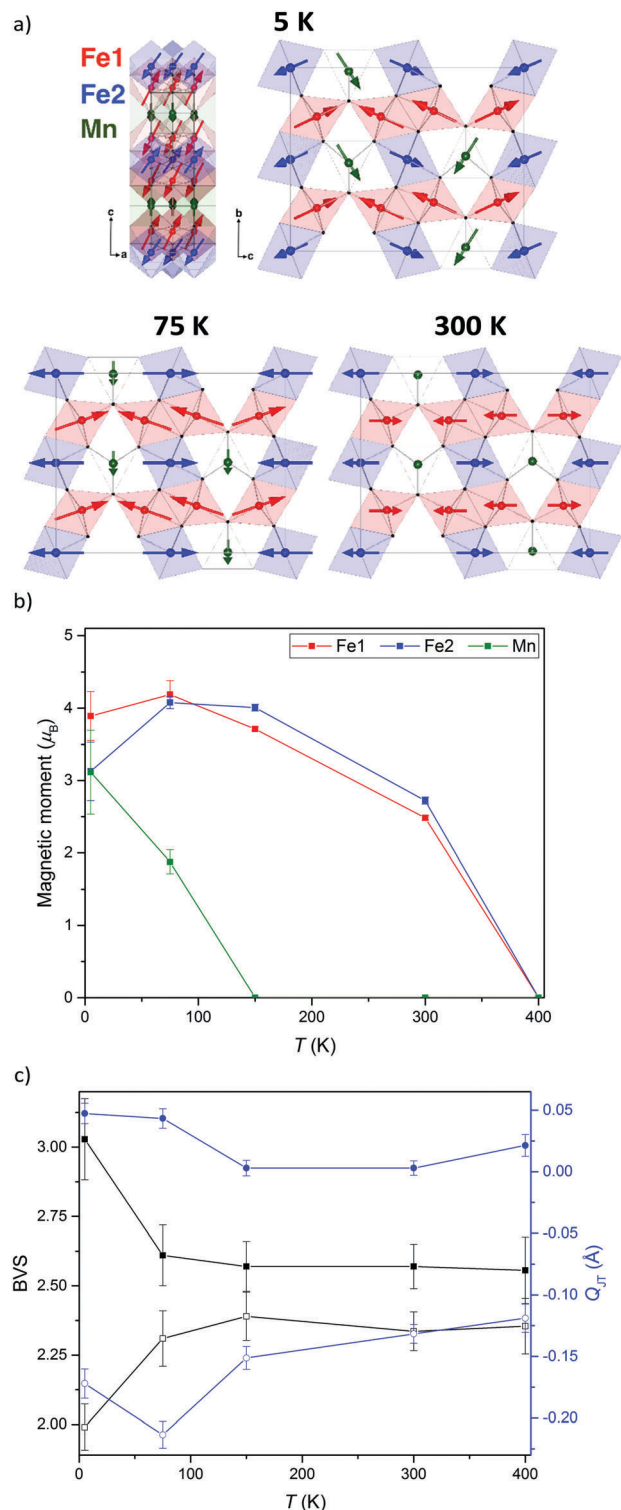 a)
5 K
Fe1
Fe2
Mn
c
a
b
c
75 K
300 K
b)
Fe1 Fe2 Mn
5
4
3
2
1
0
Magnetic moment (μB)
0 100 200 300 400
T (K)
c)
3.00
2.75
2.50
2.25
2.00
BVS
0.05
0.00
-0.05
-0.10
-0.15
-0.20
QJT (Å)
0 100 200 300 400
T (K)